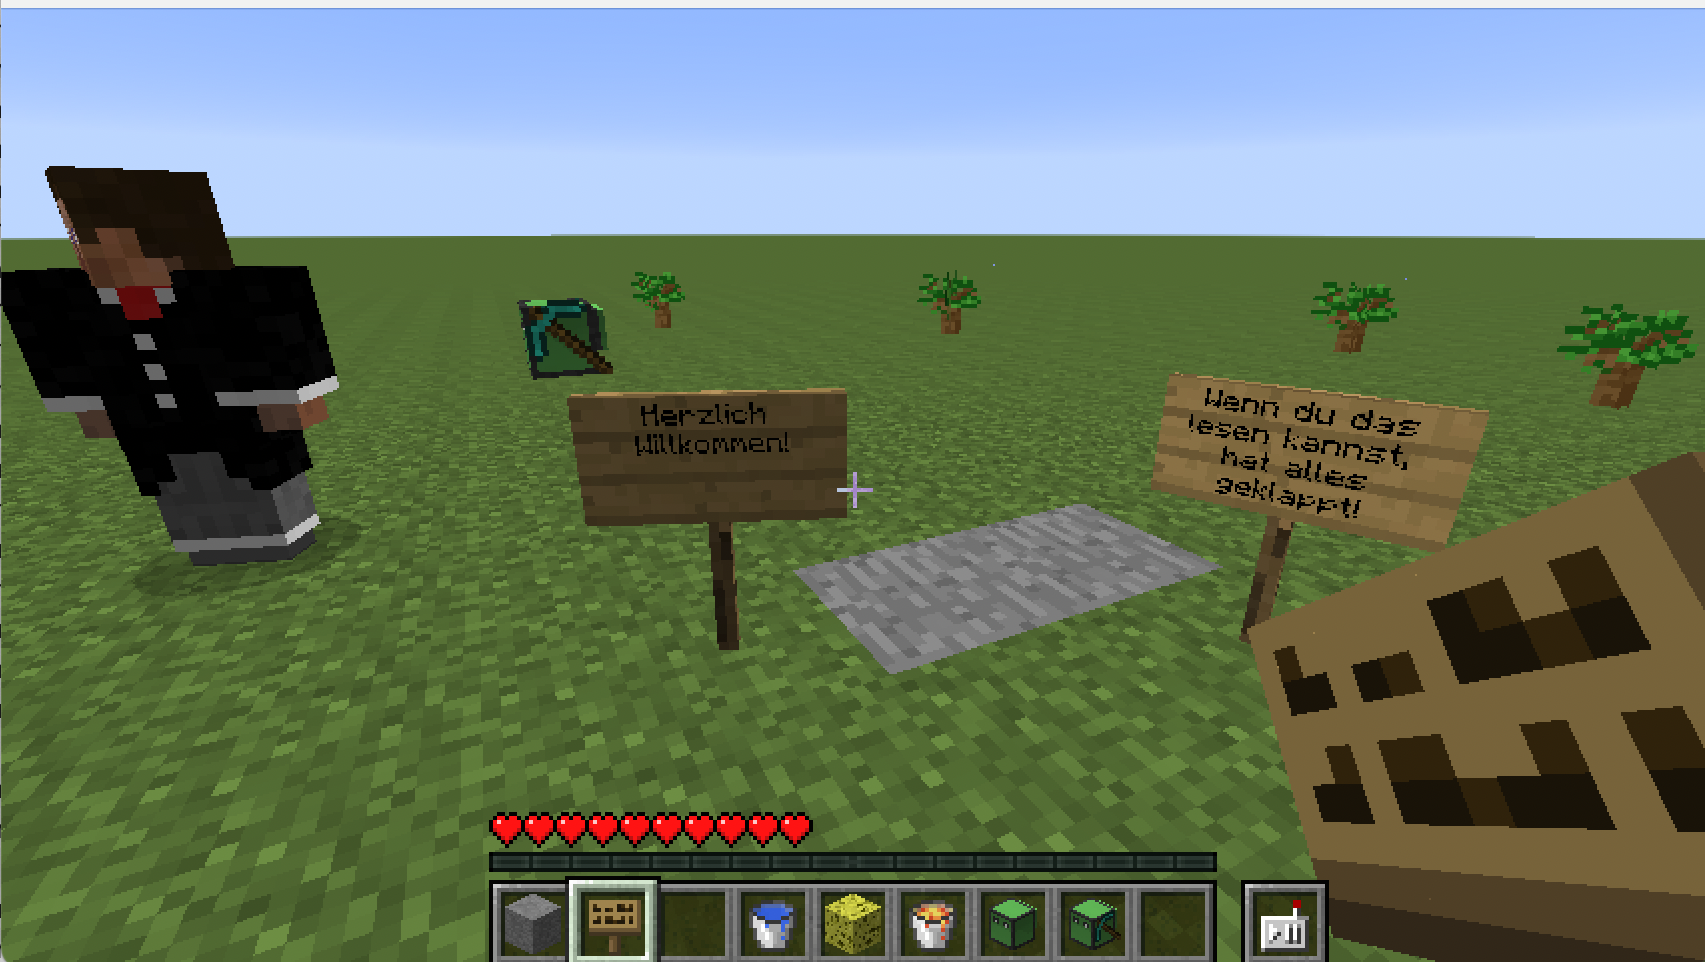 Herzlich
Willkommen!
Wenn du das
lesen kannst,
hat alles
geklappt!